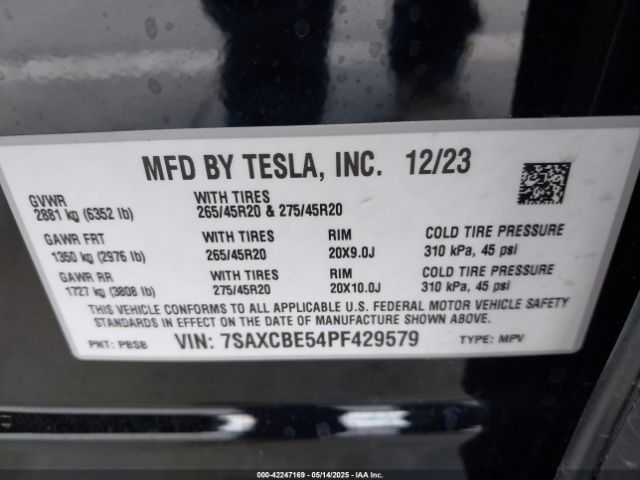 MFD BY TESLA, INC. 12/23
GVWR
2881 kg (6352 lb)
WITH TIRES
265/45R20 & 275/45R20
GAWR FRT
1350 kg (2976 lb)
WITH TIRES
265/45R20
RIM
20X9.0J
COLD TIRE PRESSURE
310 kPa, 45 psi
GAWR RR
1727 kg (3808 lb)
WITH TIRES
275/45R20
RIM
20X10.0J
COLD TIRE PRESSURE
310 kPa, 45 psi
THIS VEHICLE CONFORMS TO ALL APPLICABLE U.S. FEDERAL MOTOR VEHICLE SAFETY
STANDARDS IN EFFECT ON THE DATE OF MANUFACTURE SHOWN ABOVE.
PNT: PBSB VIN: 7SAXCBE54PF429579 TYPE: MPV
000-42247169 - 05/14/2025 - IAA Inc.